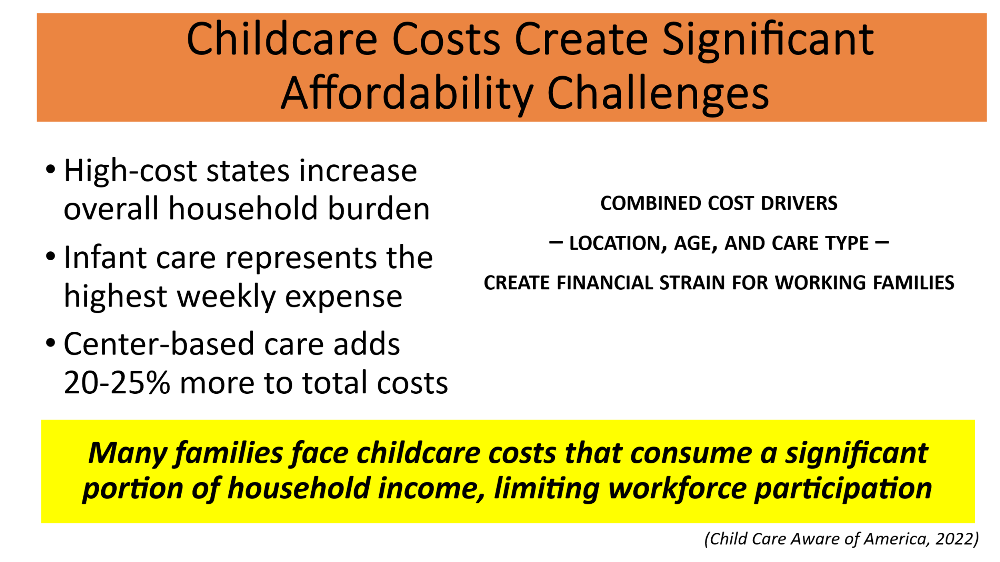 Childcare Costs Create Significant
Affordability Challenges
• High-cost states increase
overall household burden
• Infant care represents the
highest weekly expense
• Center-based care adds
20-25% more to total costs
COMBINED COST DRIVERS
– LOCATION, AGE, AND CARE TYPE –
CREATE FINANCIAL STRAIN FOR WORKING FAMILIES
Many families face childcare costs that consume a significant
portion of household income, limiting workforce participation
(Child Care Aware of America, 2022)